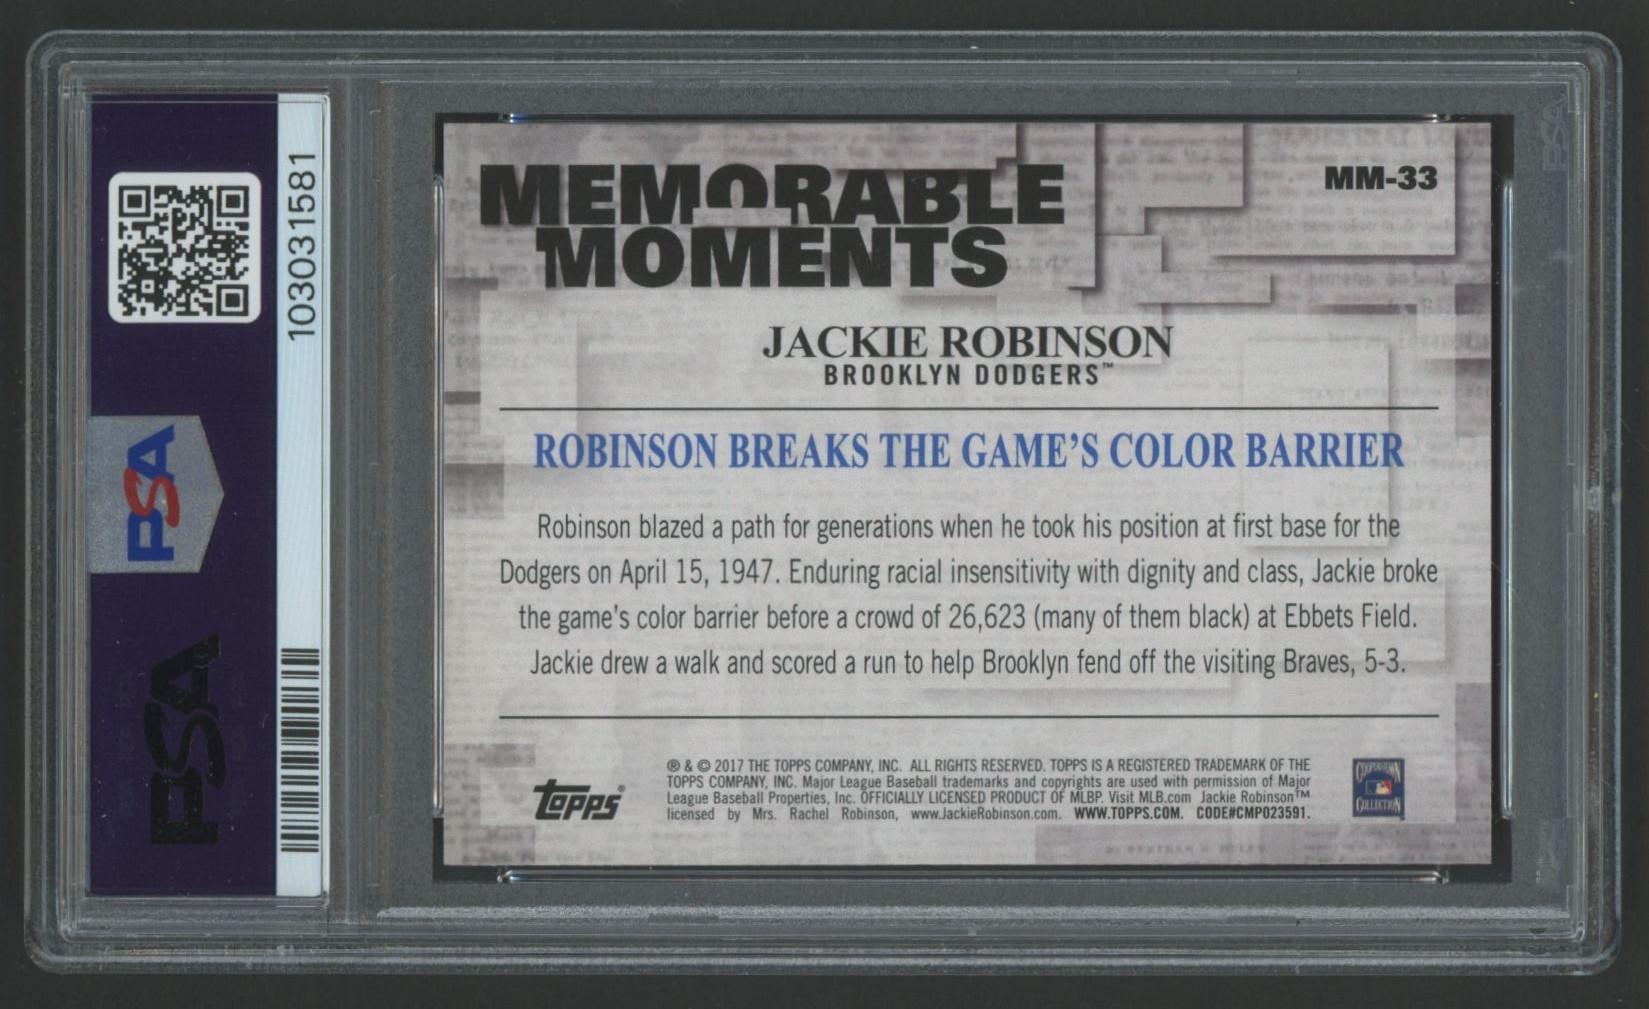 103031581
PSA
PSA
MEMORABLE
MOMENTS
MM-33
JACKIE ROBINSON
BROOKLYN DODGERS™
ROBINSON BREAKS THE GAME'S COLOR BARRIER
Robinson blazed a path for generations when he took his position at first base for the
Dodgers on April 15, 1947. Enduring racial insensitivity with dignity and class, Jackie broke
the game's color barrier before a crowd of 26,623 (many of them black) at Ebbets Field.
Jackie drew a walk and scored a run to help Brooklyn fend off the visiting Braves, 5-3.
topps®
® & © 2017 THE TOPPS COMPANY, INC. ALL RIGHTS RESERVED. TOPPS IS A REGISTERED TRADEMARK OF THE
TOPPS COMPANY, INC. Major League Baseball trademarks and copyrights are used with permission of Major
League Baseball Properties, Inc. OFFICIALLY LICENSED PRODUCT OF MLBP. Visit MLB.com Jackie Robinson™
licensed by Mrs. Rachel Robinson, www.JackieRobinson.com. WWW.TOPPS.COM. CODE#CMP023591.
COOPERSTOWN
COLLECTION
PSA